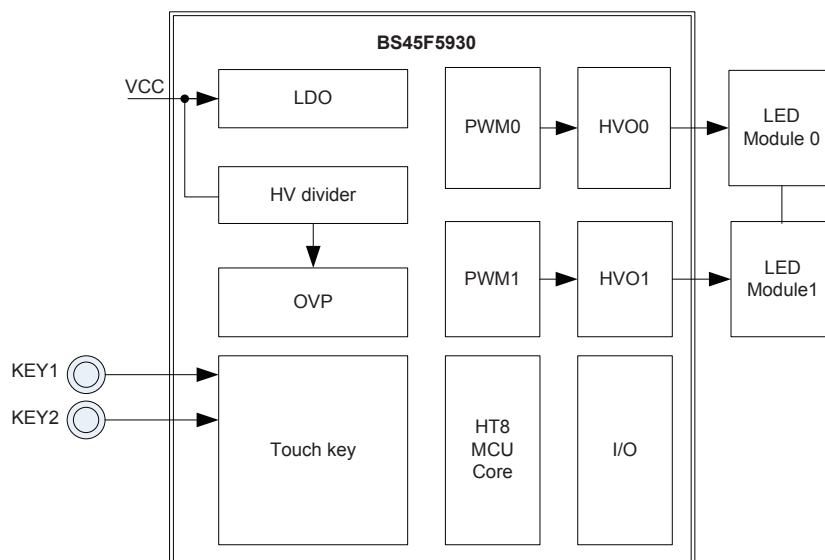 BS45F5930
VCC
LDO
PWM0
HVO0
LED
Module 0
HV divider
PWM1
HVO1
LED
Module1
OVP
KEY1
KEY2
Touch key
HT8
MCU
Core
I/O